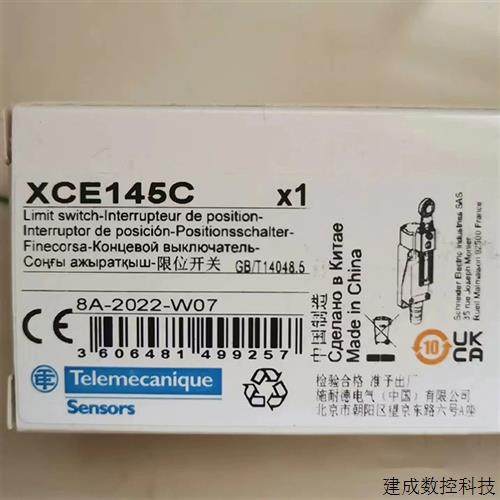 XCE145C x1
Limit switch-Interrupteur de position-
Interruptor de posición-Positionsschalter-
Finecorsa-Концевой выключатель-
Соңғы ажыратқыш-限位开关 GB/T14048.5
8A-2022-W07
3606481499257
Telemecanique
Sensors
中国制造
Сделано в Китае
Made in China
Schneider Electric Industries SAS
35 rue Joseph Monier
Rueil Malmaison 92500 France
10
UK
CA
检验合格 准予出厂
施耐德电气（中国）有限公司
北京市朝阳区望京东路六号A座
建成数控科技